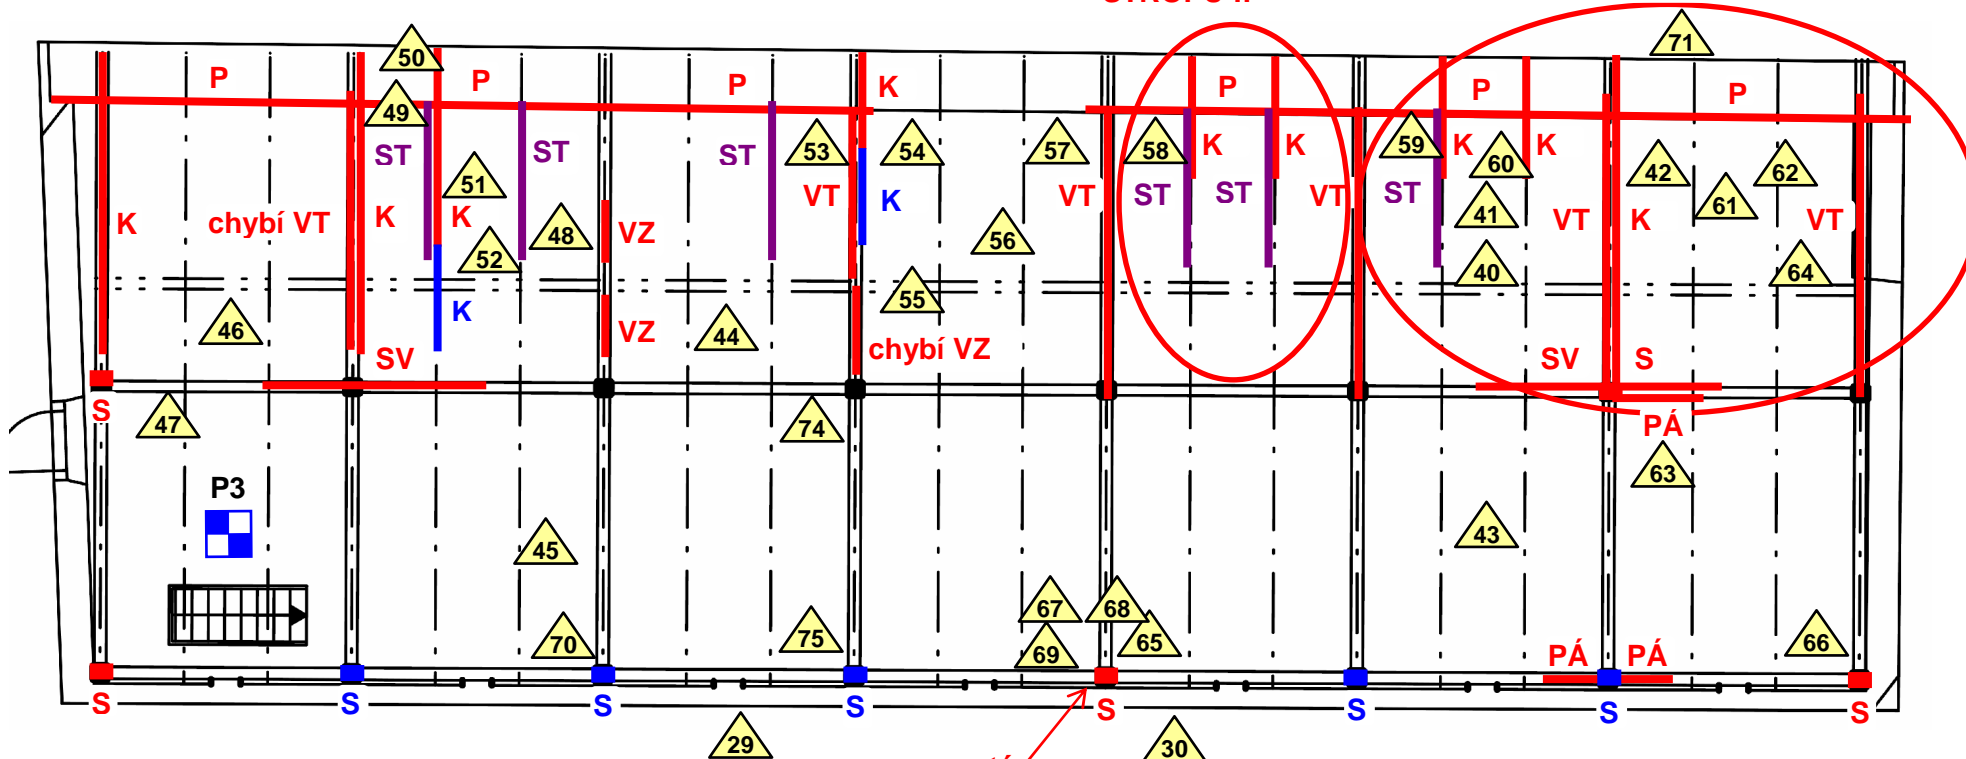 71
50
P
P
P
K
P
P
P
49
ST
ST
ST
53
54
57
58
K
K
59
K
60
K
42
62
51
K
chybí VT
K
K
48
VZ
VT
K
56
VT
ST
ST
VT
ST
41
VT
K
61
VT
52
40
64
46
K
44
55
VZ
chybí VZ
SV
SV
S
S
47
74
PÁ
63
P3
45
43
67
68
70
75
69
65
66
PÁ
PÁ
S
S
S
S
S
S
S
S
29
30